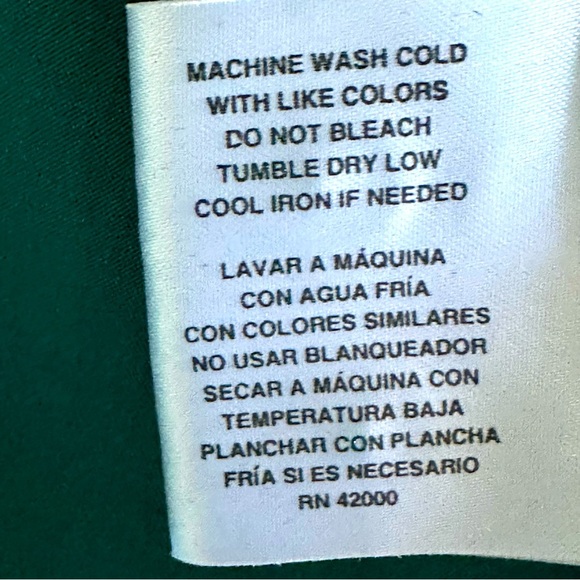 MACHINE WASH COLD
WITH LIKE COLORS
DO NOT BLEACH
TUMBLE DRY LOW
COOL IRON IF NEEDED
LAVAR A MÁQUINA
CON AGUA FRÍA
CON COLORES SIMILARES
NO USAR BLANQUEADOR
SECAR A MÁQUINA CON
TEMPERATURA BAJA
PLANCHAR CON PLANCHA
FRÍA SI ES NECESARIO
RN 42000